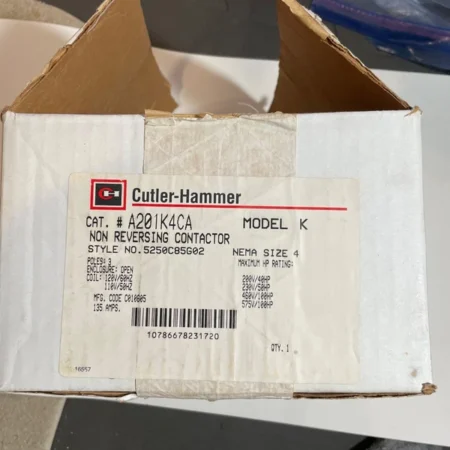 CH Cutler-Hammer
CAT. # A201K4CA MODEL K
NON REVERSING CONTACTOR
STYLE NO. 5250C85G02 NEMA SIZE 4
POLES: 3 MAXIMUM HP RATING:
ENCLOSURE: OPEN
COIL: 120V/60HZ 200V/40HP
110V/50HZ 230V/50HP
MFG. CODE C010605 460V/100HP
135 AMPS. 575V/100HP
10786678231720
QTY. 1